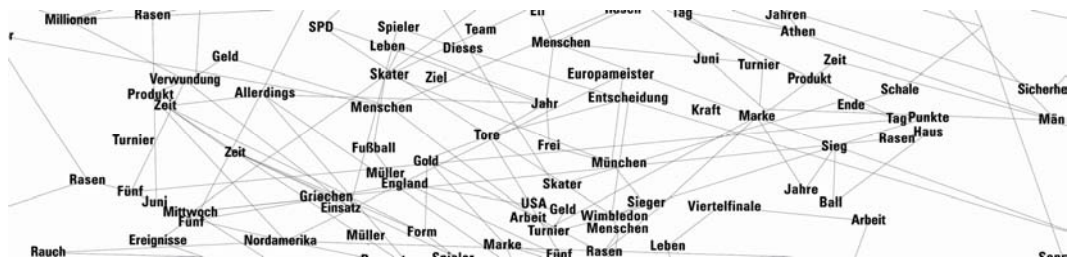 Millionen
Rasen
SPD
Spieler
Team
Tag
Jahren
Athen
Leben
Dieses
Menschen
Geld
Verwundung
Skater
Ziel
Europameister
Juni
Turnier
Zeit
Produkt
Produkt
Zeit
Allerdings
Menschen
Jahr
Entscheidung
Kraft
Marke
Ende
Schale
Tag
Punkte
Rasen
Haus
Turnier
Zeit
Fußball
Tore
Frei
Sieg
Gold
München
Rasen
Müller
England
Skater
Fünf
Juni
Griechen
Einsatz
USA
Arbeit
Geld
Sieger
Viertelfinale
Jahre
Ball
Mittwoch
Fünf
Wimbledon
Menschen
Turnier
Arbeit
Rauch
Ereignisse
Nordamerika
Müller
Form
Marke
Fünf
Rasen
Leben
Spieler